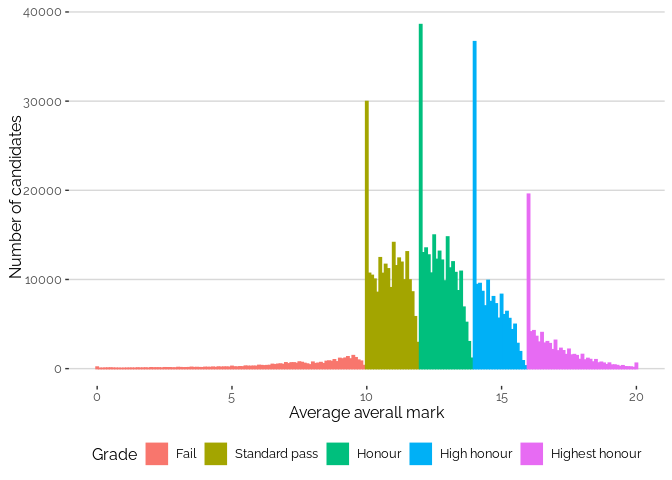 40000
30000
20000
10000
0
Number of candidates
0 5 10 15 20
Average averall mark
Grade Fail Standard pass Honour High honour Highest honour